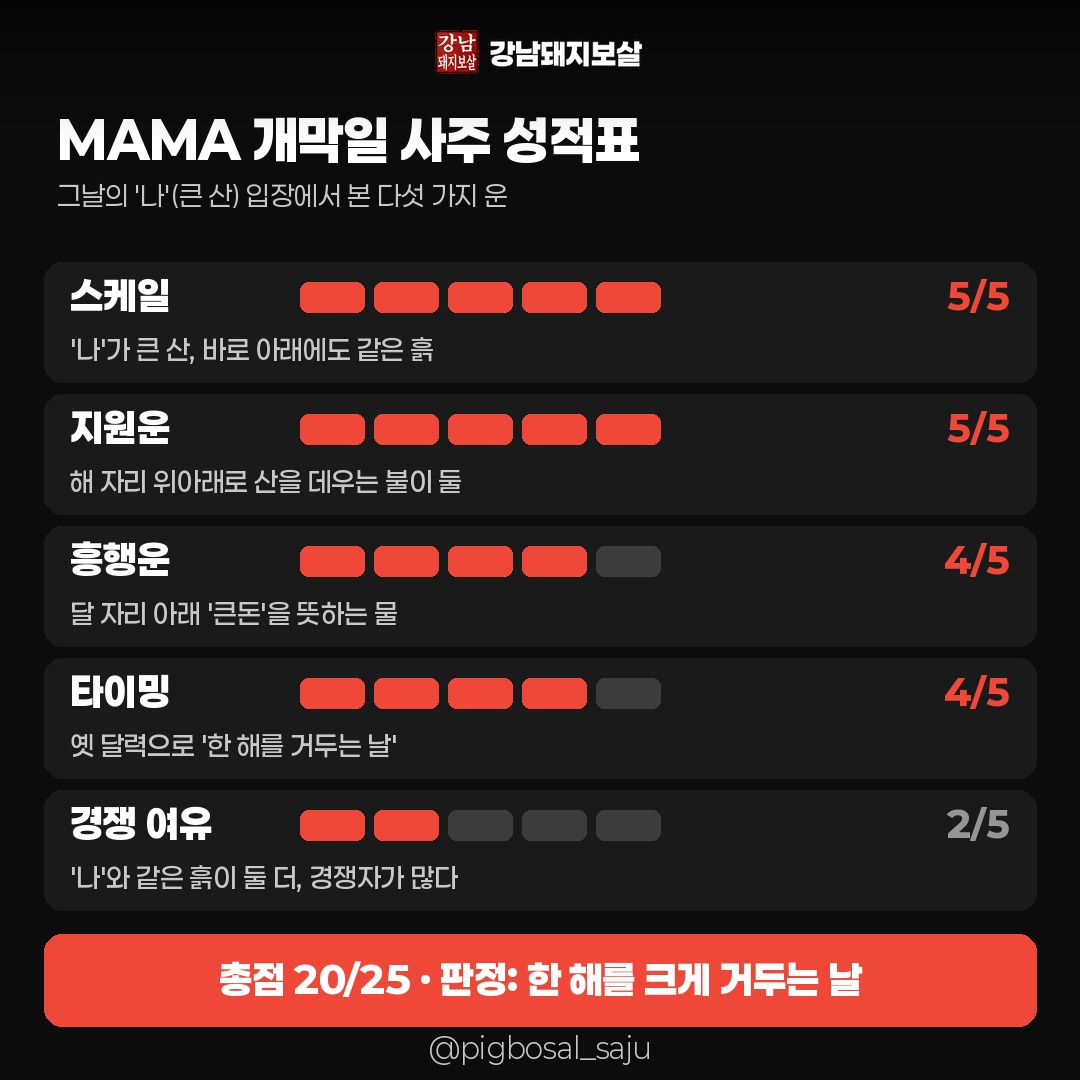 강남
돼지보살
강남돼지보살
MAMA 개막일 사주 성적표
그날의 '나'(큰 산) 입장에서 본 다섯 가지 운
스케일
5/5
'나'가 큰 산, 바로 아래에도 같은 흙
지원운
5/5
해 자리 위아래로 산을 데우는 불이 둘
흥행운
4/5
달 자리 아래 '큰돈'을 뜻하는 물
타이밍
4/5
옛 달력으로 '한 해를 거두는 날'
경쟁 여유
2/5
'나'와 같은 흙이 둘 더, 경쟁자가 많다
총점 20/25 · 판정: 한 해를 크게 거두는 날
@pigbosal_saju